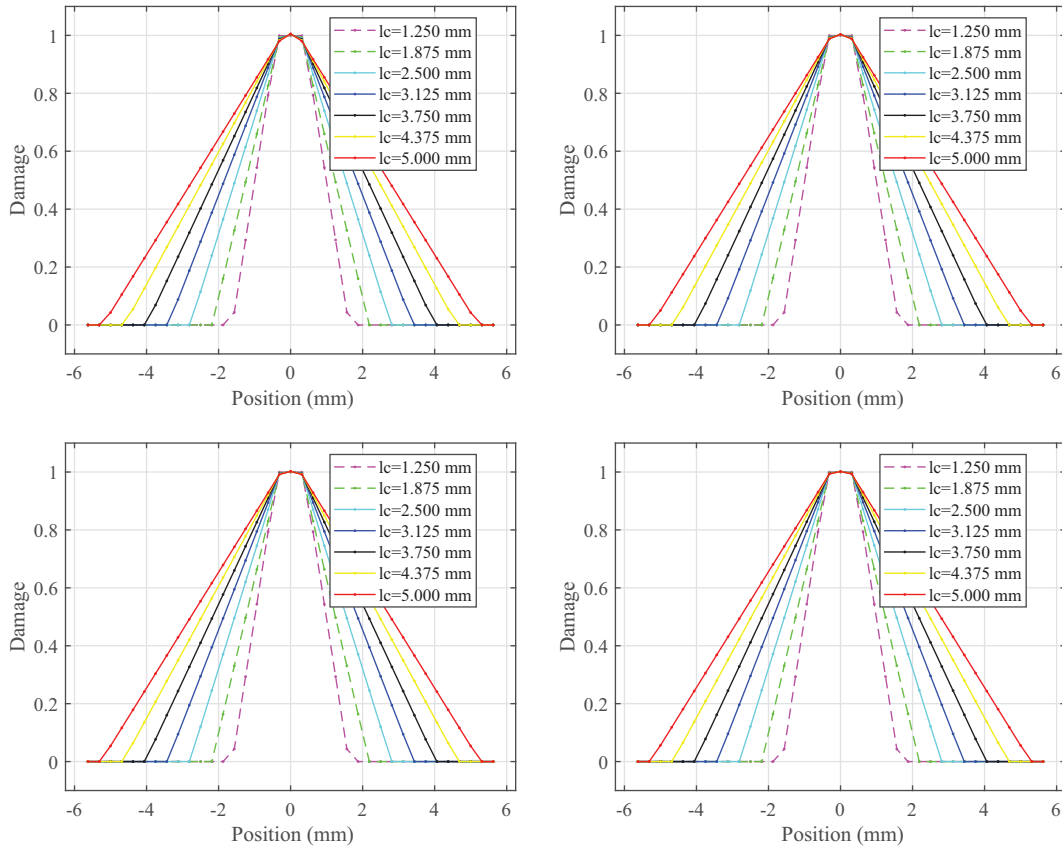 1
0.8
0.6
0.4
0.2
0
Damage
lc=1.250 mm
lc=1.875 mm
lc=2.500 mm
lc=3.125 mm
lc=3.750 mm
lc=4.375 mm
lc=5.000 mm
-6 -4 -2 0 2 4 6
Position (mm)
1
0.8
0.6
0.4
0.2
0
Damage
lc=1.250 mm
lc=1.875 mm
lc=2.500 mm
lc=3.125 mm
lc=3.750 mm
lc=4.375 mm
lc=5.000 mm
-6 -4 -2 0 2 4 6
Position (mm)
1
0.8
0.6
0.4
0.2
0
Damage
lc=1.250 mm
lc=1.875 mm
lc=2.500 mm
lc=3.125 mm
lc=3.750 mm
lc=4.375 mm
lc=5.000 mm
-6 -4 -2 0 2 4 6
Position (mm)
1
0.8
0.6
0.4
0.2
0
Damage
lc=1.250 mm
lc=1.875 mm
lc=2.500 mm
lc=3.125 mm
lc=3.750 mm
lc=4.375 mm
lc=5.000 mm
-6 -4 -2 0 2 4 6
Position (mm)